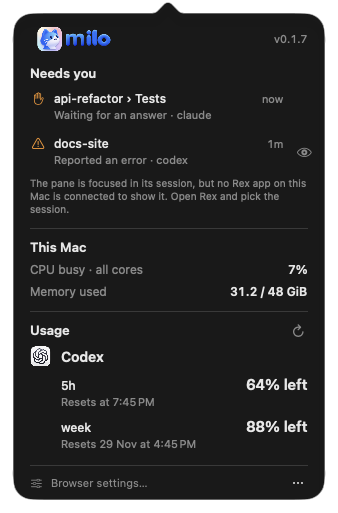 milo
v0.1.7
Needs you
api-refactor › Tests
now
Waiting for an answer · claude
docs-site
1m
Reported an error · codex
The pane is focused in its session, but no Rex app on this
Mac is connected to show it. Open Rex and pick the
session.
This Mac
CPU busy · all cores
7%
Memory used
31.2 / 48 GiB
Usage
Codex
5h
64% left
Resets at 7:45 PM
week
88% left
Resets 29 Nov at 4:45 PM
Browser settings...